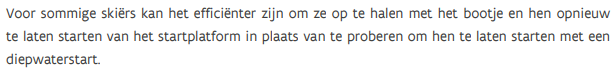 Voor sommige skiërs kan het efficiënter zijn om ze op te halen met het bootje en hen opnieuw
te laten starten van het startplatform in plaats van te proberen om hen te laten starten met een
diepwaterstart.